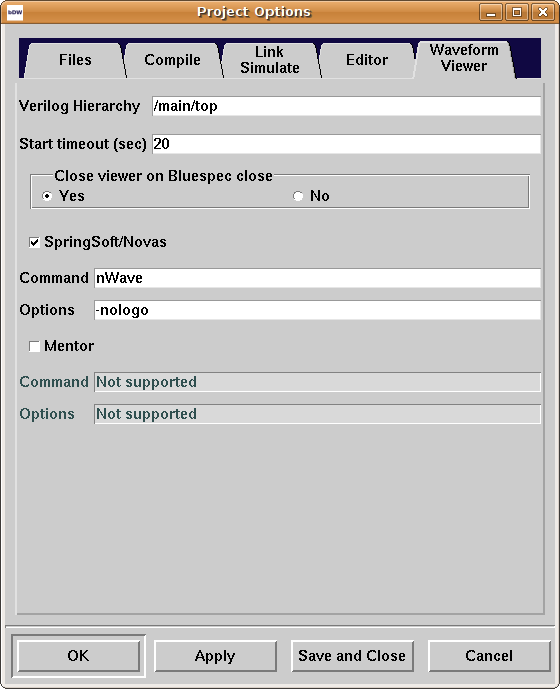 bDW Project Options
Files Compile Link Simulate Editor Waveform Viewer
Verilog Hierarchy /main/top
Start timeout (sec) 20
Close viewer on Bluespec close
Yes No
SpringSoft/Novas
Command nWave
Options -nologo
Mentor
Command Not supported
Options Not supported
OK Apply Save and Close Cancel